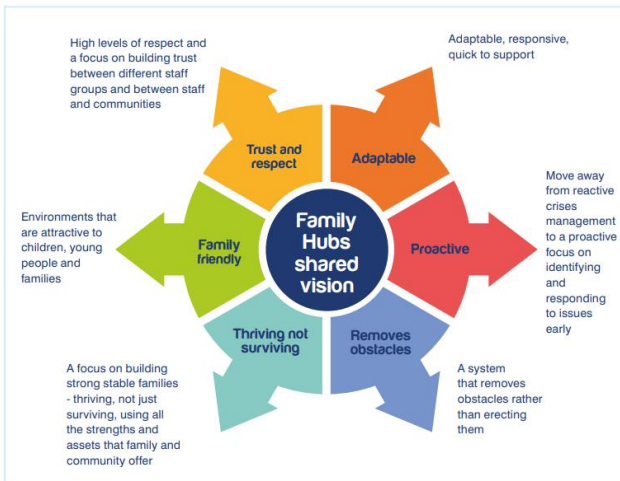 High levels of respect and
a focus on building trust
between different staff
groups and between staff
and communities
Adaptable, responsive,
quick to support
Trust and
respect
Adaptable
Environments that
are attractive to
children, young
people and
families
Family
friendly
Family
Hubs
shared
vision
Proactive
Move away
from reactive
crises
management
to a proactive
focus on
identifying
and
responding
to issues
early
Thriving not
surviving
Removes
obstacles
A focus on building
strong stable families
- thriving, not just
surviving, using all
the strengths and
assets that family and
community offer
A system
that removes
obstacles rather
than erecting
them